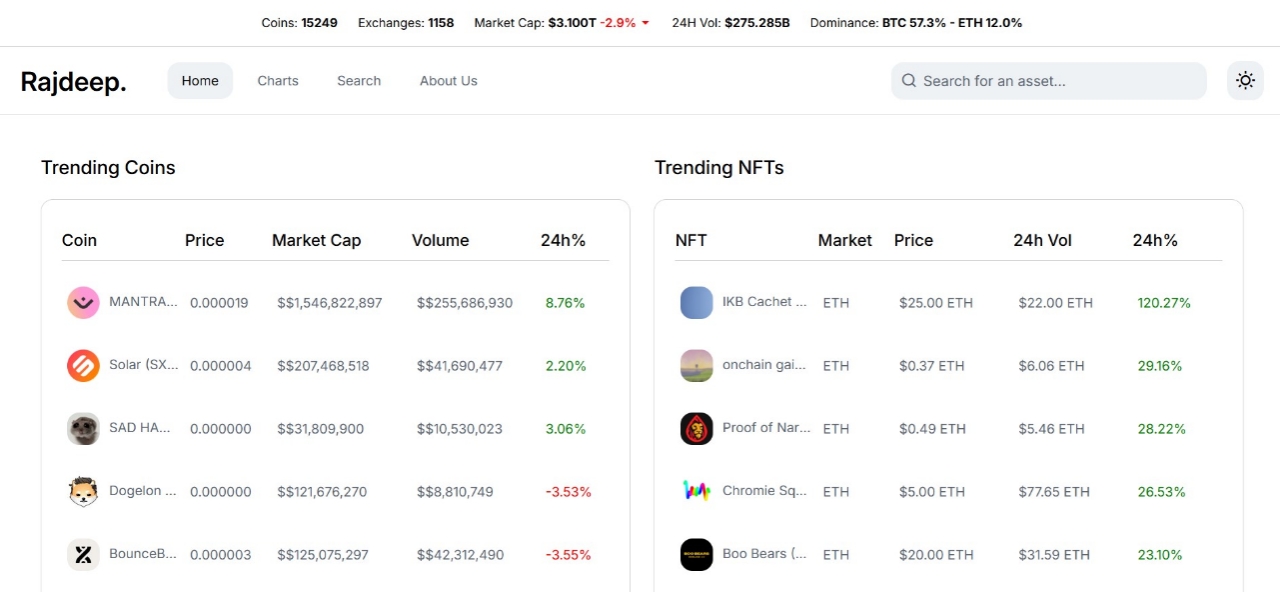 Coins: 15249 Exchanges: 1158 Market Cap: $3.100T -2.9% 24H Vol: $275.285B Dominance: BTC 57.3% - ETH 12.0%
Rajdeep. Home Charts Search About Us Search for an asset...
Trending Coins
Coin Price Market Cap Volume 24h%
MANTRA... 0.000019 $$1,546,822,897 $$255,686,930 8.76%
Solar (SX... 0.000004 $$207,468,518 $$41,690,477 2.20%
SAD HA... 0.000000 $$31,809,900 $$10,530,023 3.06%
Dogelon ... 0.000000 $$121,676,270 $$8,810,749 -3.53%
BounceB... 0.000003 $$125,075,297 $$42,312,490 -3.55%
Trending NFTs
NFT Market Price 24h Vol 24h%
IKB Cachet ... ETH $25.00 ETH $22.00 ETH 120.27%
onchain gai... ETH $0.37 ETH $6.06 ETH 29.16%
Proof of Nar... ETH $0.49 ETH $5.46 ETH 28.22%
Chromie Sq... ETH $5.00 ETH $77.65 ETH 26.53%
Boo Bears (... ETH $20.00 ETH $31.59 ETH 23.10%